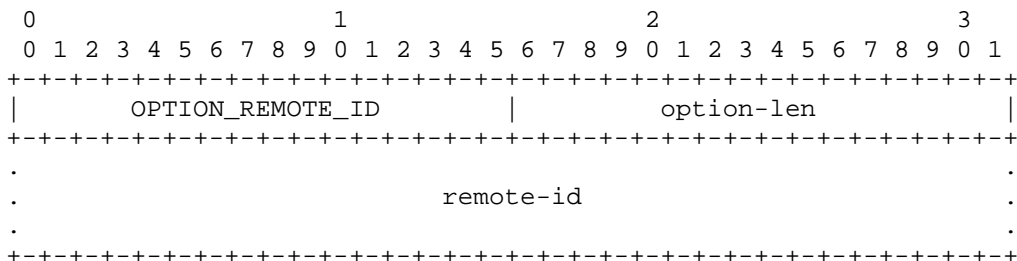 0                   1                   2                   3
 0 1 2 3 4 5 6 7 8 9 0 1 2 3 4 5 6 7 8 9 0 1 2 3 4 5 6 7 8 9 0 1
+-+-+-+-+-+-+-+-+-+-+-+-+-+-+-+-+-+-+-+-+-+-+-+-+-+-+-+-+-+-+-+-+
|       OPTION_REMOTE_ID        |         option-len            |
+-+-+-+-+-+-+-+-+-+-+-+-+-+-+-+-+-+-+-+-+-+-+-+-+-+-+-+-+-+-+-+-+
.                                                               .
.                           remote-id                           .
.                                                               .
+-+-+-+-+-+-+-+-+-+-+-+-+-+-+-+-+-+-+-+-+-+-+-+-+-+-+-+-+-+-+-+-+